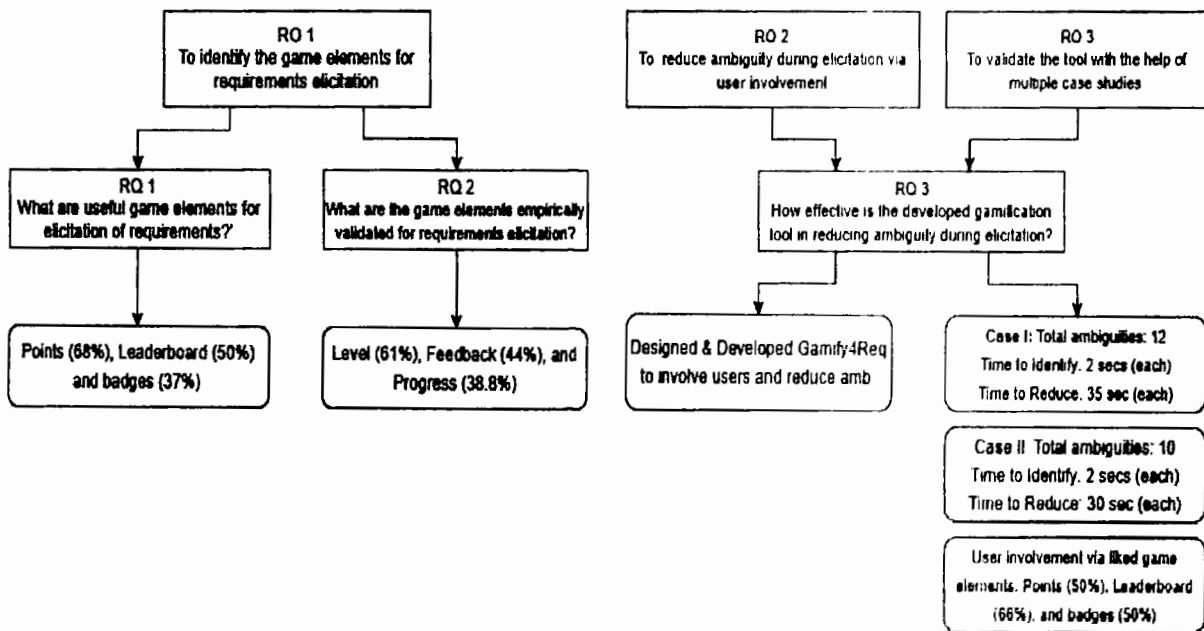 RQ 1
To identify the game elements for
requirements elicitation
RQ 2
To reduce ambiguity during elicitation via
user involvement
RQ 3
To validate the tool with the help of
multiple case studies
RQ 1
What are useful game elements for
elicitation of requirements?'
RQ 2
What are the game elements empirically
validated for requirements elicitation?
RQ 3
How effective is the developed gamification
tool in reducing ambiguity during elicitation?
Points (68%), Leaderboard (50%)
and badges (37%)
Level (61%), Feedback (44%), and
Progress (38.8%)
Designed & Developed Gamify4Req
to involve users and reduce amb
Case I: Total ambiguities: 12
Time to Identify. 2 secs (each)
Time to Reduce. 35 sec (each)
Case II Total ambiguities: 10
Time to Identify. 2 secs (each)
Time to Reduce: 30 sec (each)
User involvement via liked game
elements. Points (50%), Leaderboard
(66%), and badges (50%)